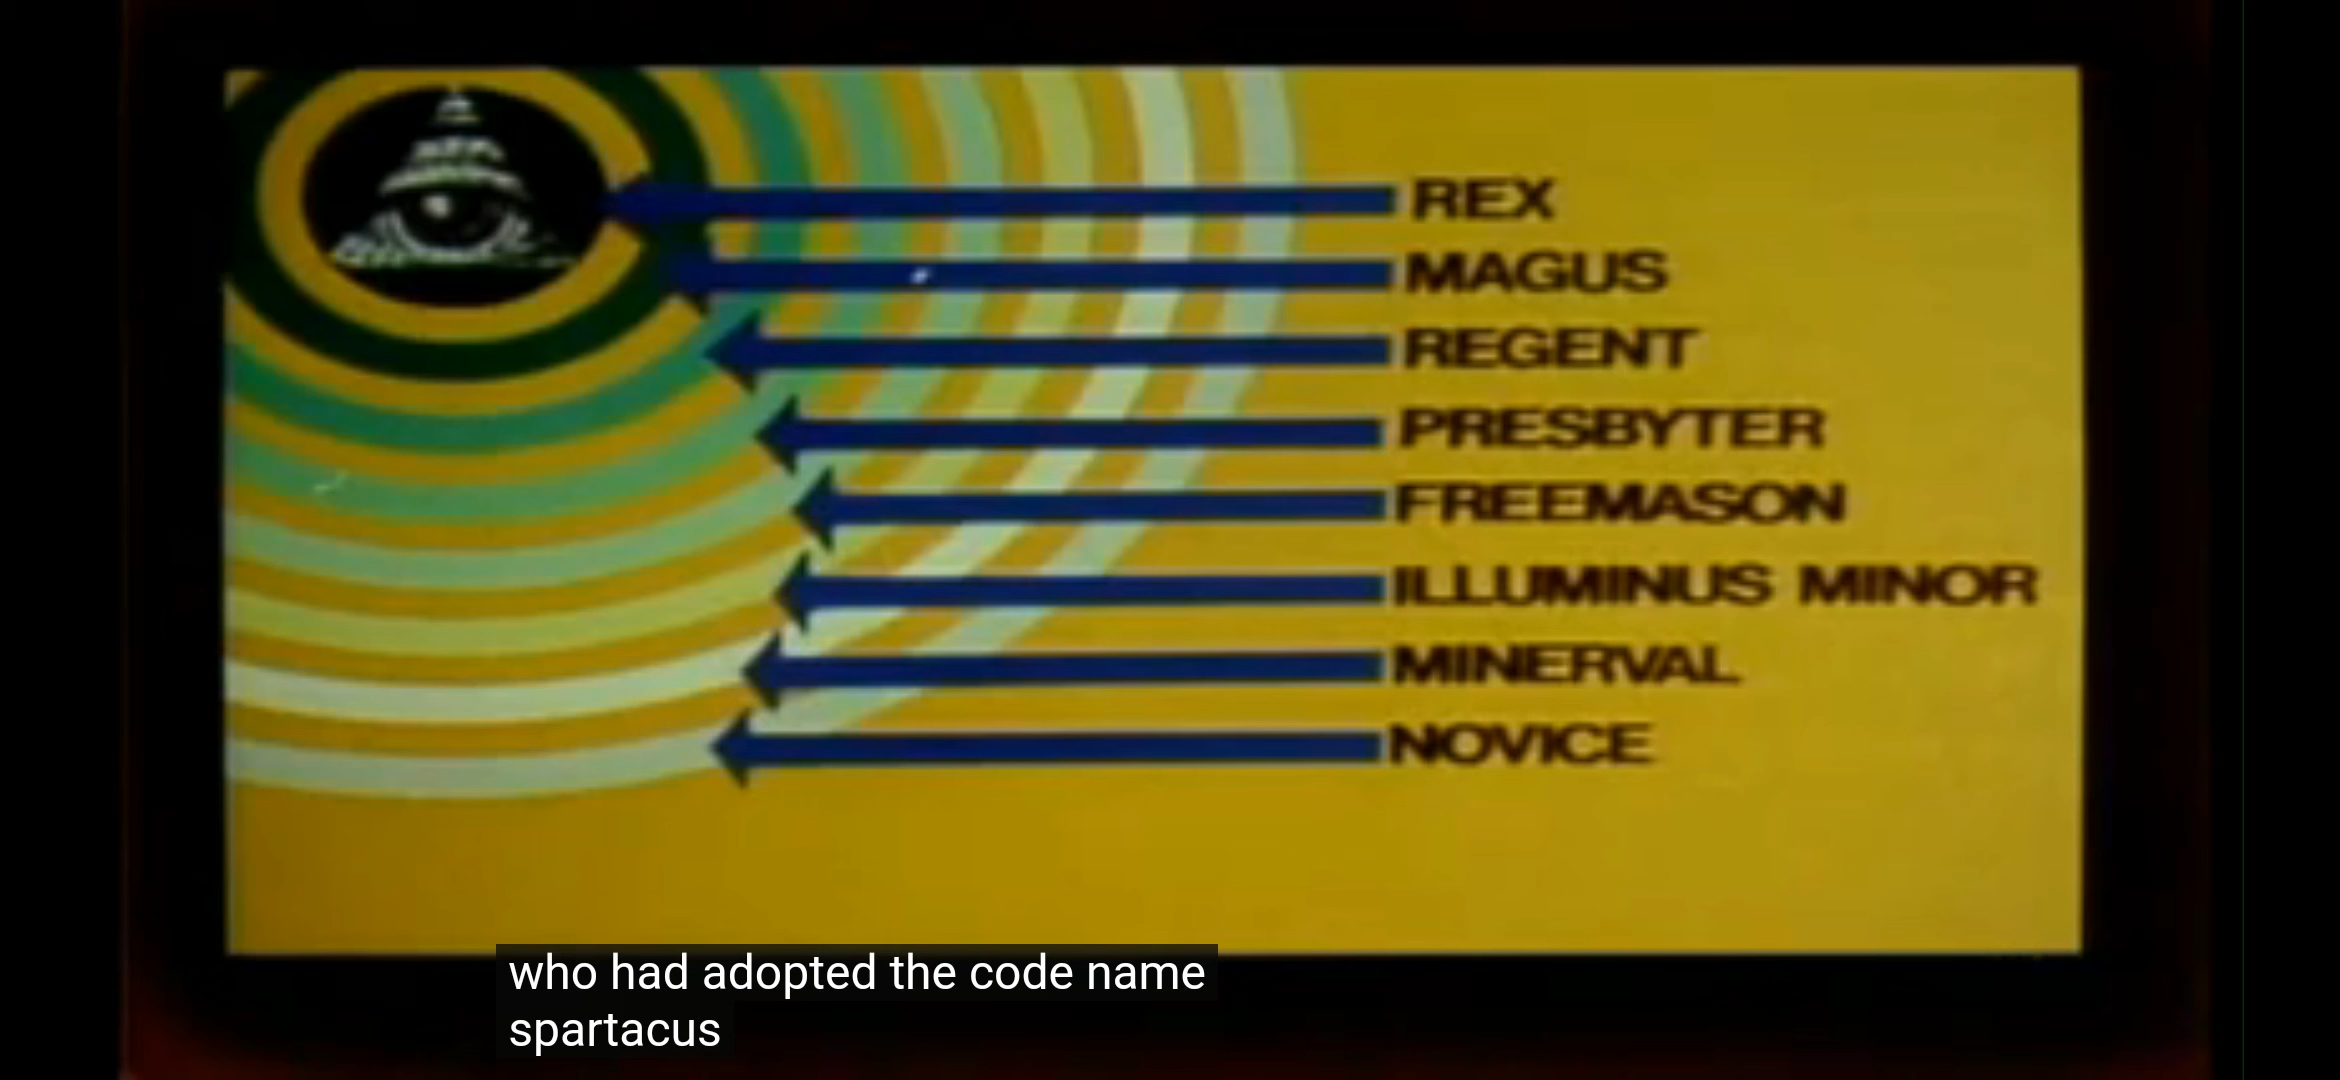 REX
MAGUS
REGENT
PRESBYTER
FREEMASON
ILLUMINUS MINOR
MINERVAL
NOVICE
who had adopted the code name
spartacus